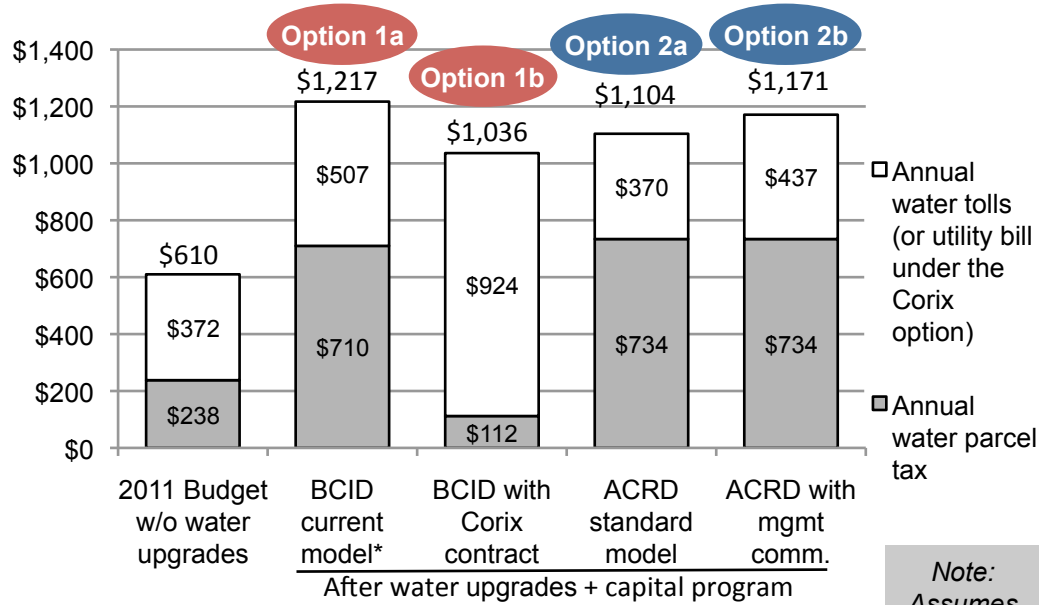 Option 1a
Option 1b
Option 2a
Option 2b
$1,400
$1,200
$1,000
$800
$600
$400
$200
$0
$610
$372
$238
$1,217
$507
$710
$1,036
$924
$112
$1,104
$370
$734
$1,171
$437
$734
2011 Budget
w/o water
upgrades
BCID
current
model*
BCID with
Corix
contract
ACRD
standard
model
ACRD with
mgmt
comm.
After water upgrades + capital program
Annual
water tolls
(or utility bill
under the
Corix
option)
Annual
water parcel
tax
Note:
Assumes